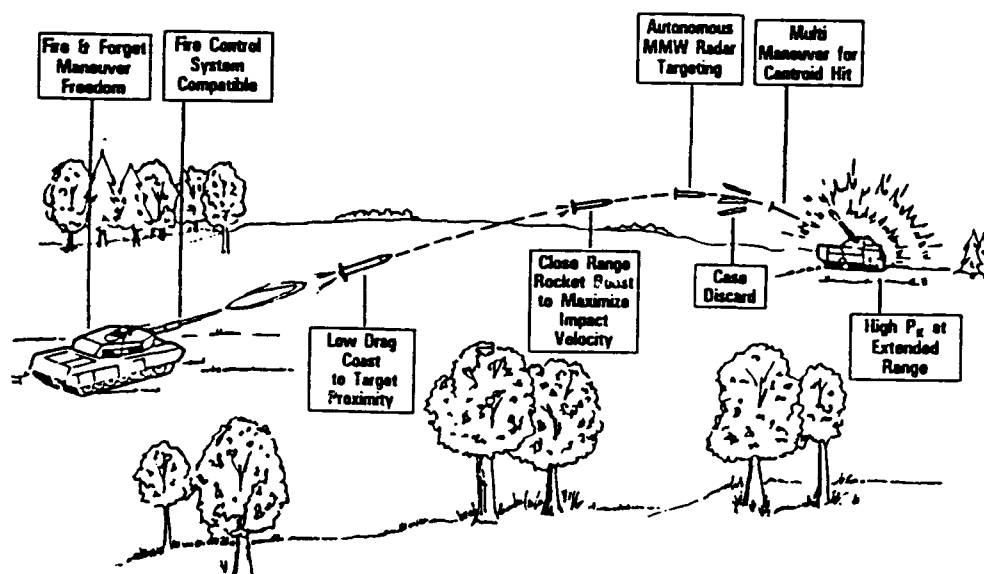 Fire & Forget
Maneuver
Freedom
Fire Control
System
Compatible
Autonomous
MMW Radar
Targeting
Multi
Maneuver for
Centroid Hit
Low Drag
Coast
to Target
Proximity
Close Range
Rocket Boost
to Maximize
Impact
Velocity
Case
Discard
High PK at
Extended
Range